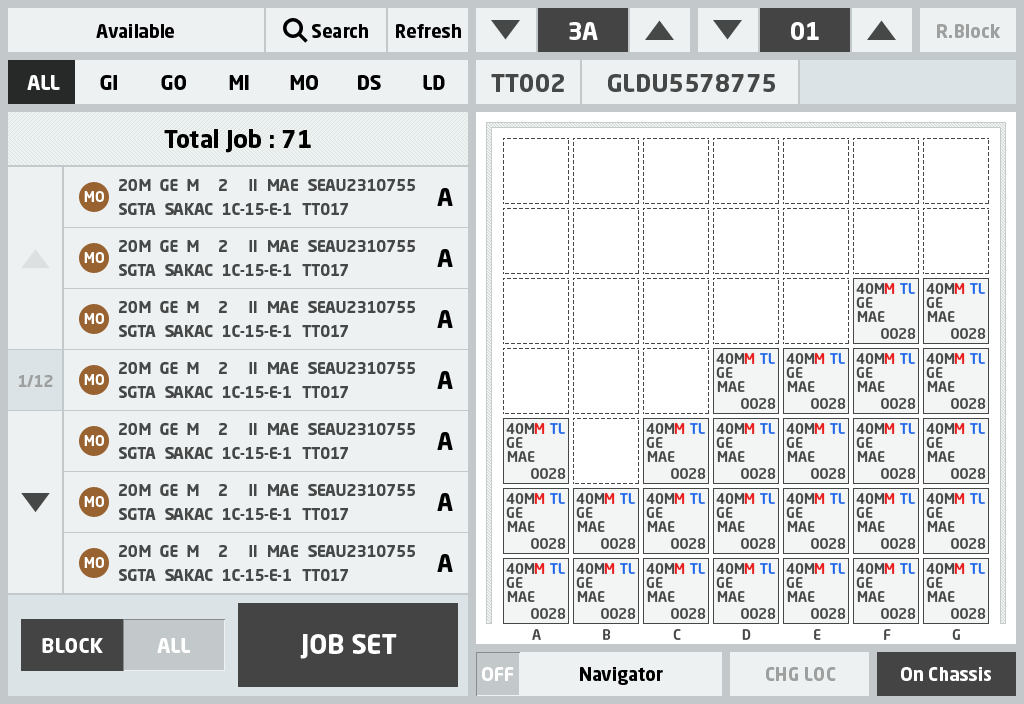 Available Search Refresh 3A 01 R.Block
ALL GI GO MI MO DS LD TT002 GLDU5578775
Total Job : 71
MO 20M GE M 2 II MAE SEAU2310755 A
SGTA SAKAC 1C-15-E-1 TT017
MO 20M GE M 2 II MAE SEAU2310755 A
SGTA SAKAC 1C-15-E-1 TT017
MO 20M GE M 2 II MAE SEAU2310755 A
SGTA SAKAC 1C-15-E-1 TT017
1/12
MO 20M GE M 2 II MAE SEAU2310755 A
SGTA SAKAC 1C-15-E-1 TT017
MO 20M GE M 2 II MAE SEAU2310755 A
SGTA SAKAC 1C-15-E-1 TT017
MO 20M GE M 2 II MAE SEAU2310755 A
SGTA SAKAC 1C-15-E-1 TT017
MO 20M GE M 2 II MAE SEAU2310755 A
SGTA SAKAC 1C-15-E-1 TT017
BLOCK ALL JOB SET
40MM TL 40MM TL
GE GE
MAE MAE
0028 0028
40MM TL 40MM TL 40MM TL 40MM TL
GE GE GE GE
MAE MAE MAE MAE
0028 0028 0028 0028
40MM TL 40MM TL 40MM TL 40MM TL 40MM TL 40MM TL
GE GE GE GE GE GE
MAE MAE MAE MAE MAE MAE
0028 0028 0028 0028 0028 0028
40MM TL 40MM TL 40MM TL 40MM TL 40MM TL 40MM TL 40MM TL
GE GE GE GE GE GE GE
MAE MAE MAE MAE MAE MAE MAE
0028 0028 0028 0028 0028 0028 0028
40MM TL 40MM TL 40MM TL 40MM TL 40MM TL 40MM TL 40MM TL
GE GE GE GE GE GE GE
MAE MAE MAE MAE MAE MAE MAE
0028 0028 0028 0028 0028 0028 0028
A B C D E F G
OFF Navigator CHG LOC On Chassis